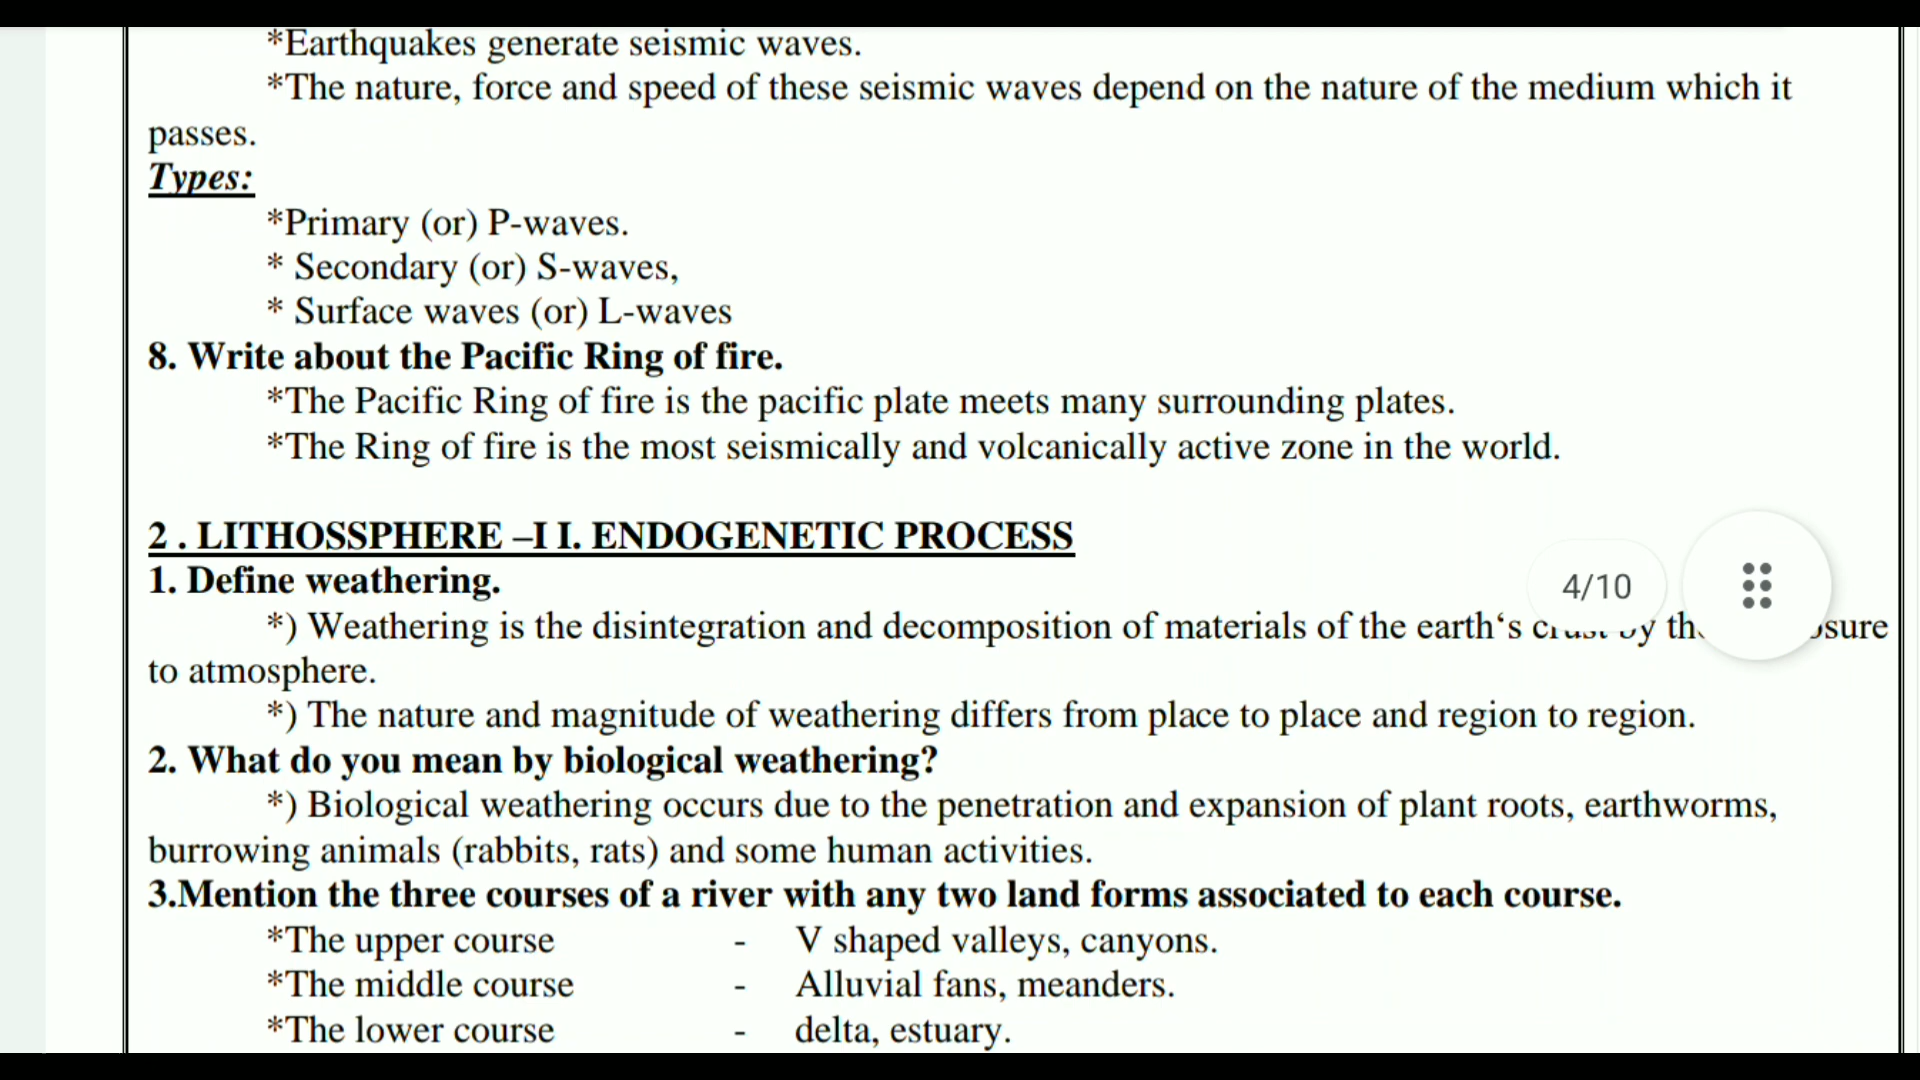 *Earthquakes generate seismic waves.
*The nature, force and speed of these seismic waves depend on the nature of the medium which it
passes.
Types:
*Primary (or) P-waves.
* Secondary (or) S-waves,
* Surface waves (or) L-waves
8. Write about the Pacific Ring of fire.
*The Pacific Ring of fire is the pacific plate meets many surrounding plates.
*The Ring of fire is the most seismically and volcanically active zone in the world.
2 . LITHOSSPHERE –I I. ENDOGENETIC PROCESS
1. Define weathering.
4/10
*) Weathering is the disintegration and decomposition of materials of the earth‘s by
to atmosphere.
*) The nature and magnitude of weathering differs from place to place and region to region.
2. What do you mean by biological weathering?
*) Biological weathering occurs due to the penetration and expansion of plant roots, earthworms,
burrowing animals (rabbits, rats) and some human activities.
3.Mention the three courses of a river with any two land forms associated to each course.
*The upper course - V shaped valleys, canyons.
*The middle course - Alluvial fans, meanders.
*The lower course - delta, estuary.